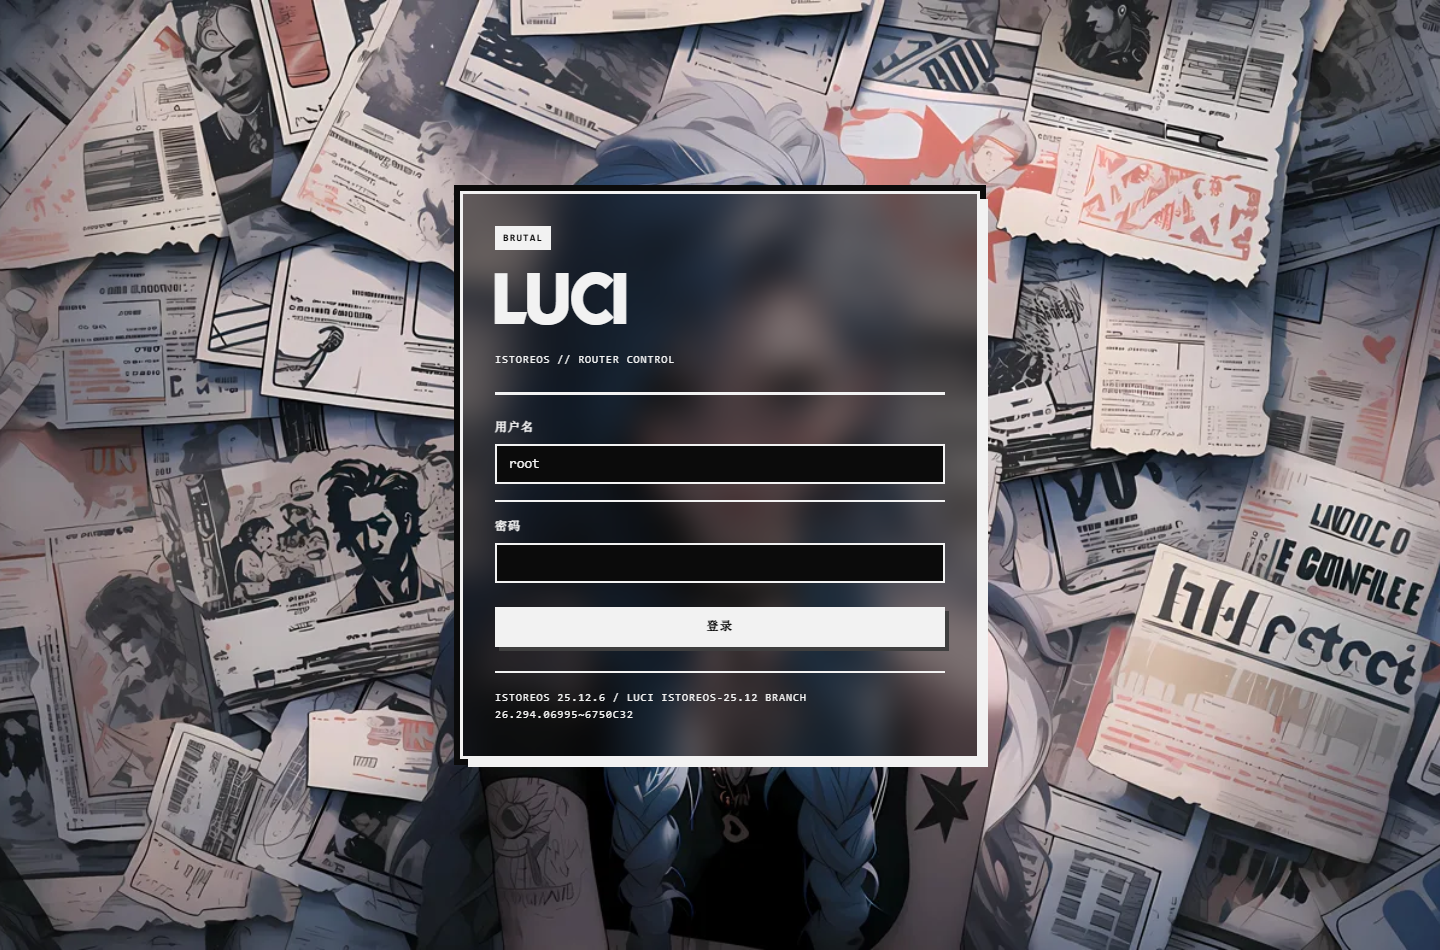 BRUTAL
LUCI
ISTOREOS // ROUTER CONTROL
用户名
root
密码
登录
ISTOREOS 25.12.6 / LUCI ISTOREOS-25.12 BRANCH
26.294.06995~6750C32